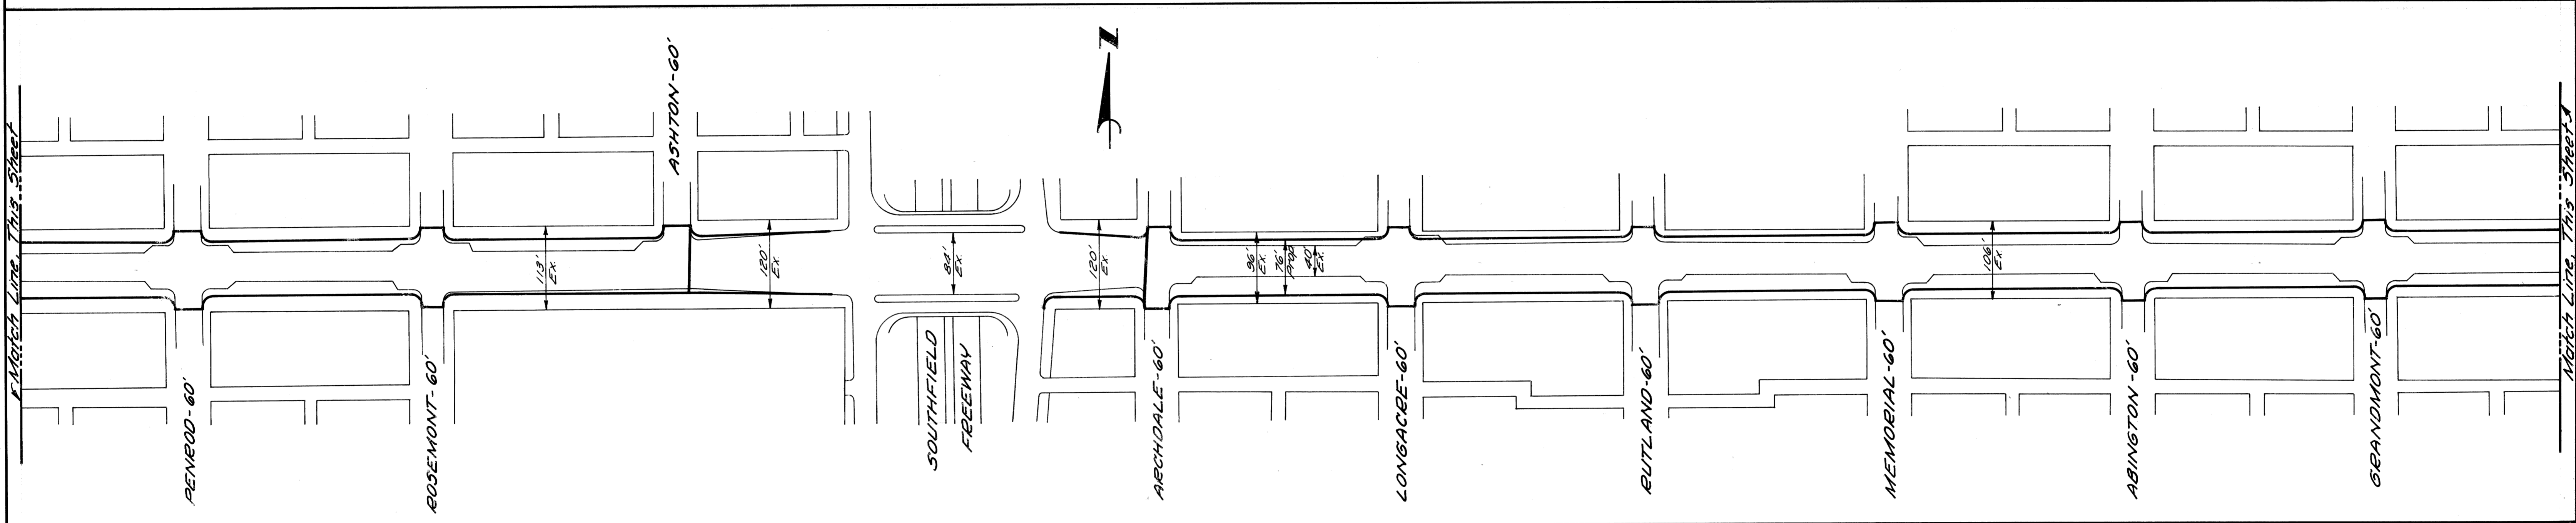 Match Line, This Sheet
PENROD-60'
ROSEMONT-60'
113'
Ex.
ASHTON-60'
120'
Ex.
84'
Ex.
SOUTHFIELD
FREEWAY
120'
Ex
N
ARCHDALE-60'
96'
Ex.
76'
Prop.
40'
Ex.
LONGACRE-60'
RUTLAND-60'
MEMORIAL-60'
106'
Ex
ABINGTON-60'
GRANDMONT-60'
Match Line, This Sheet